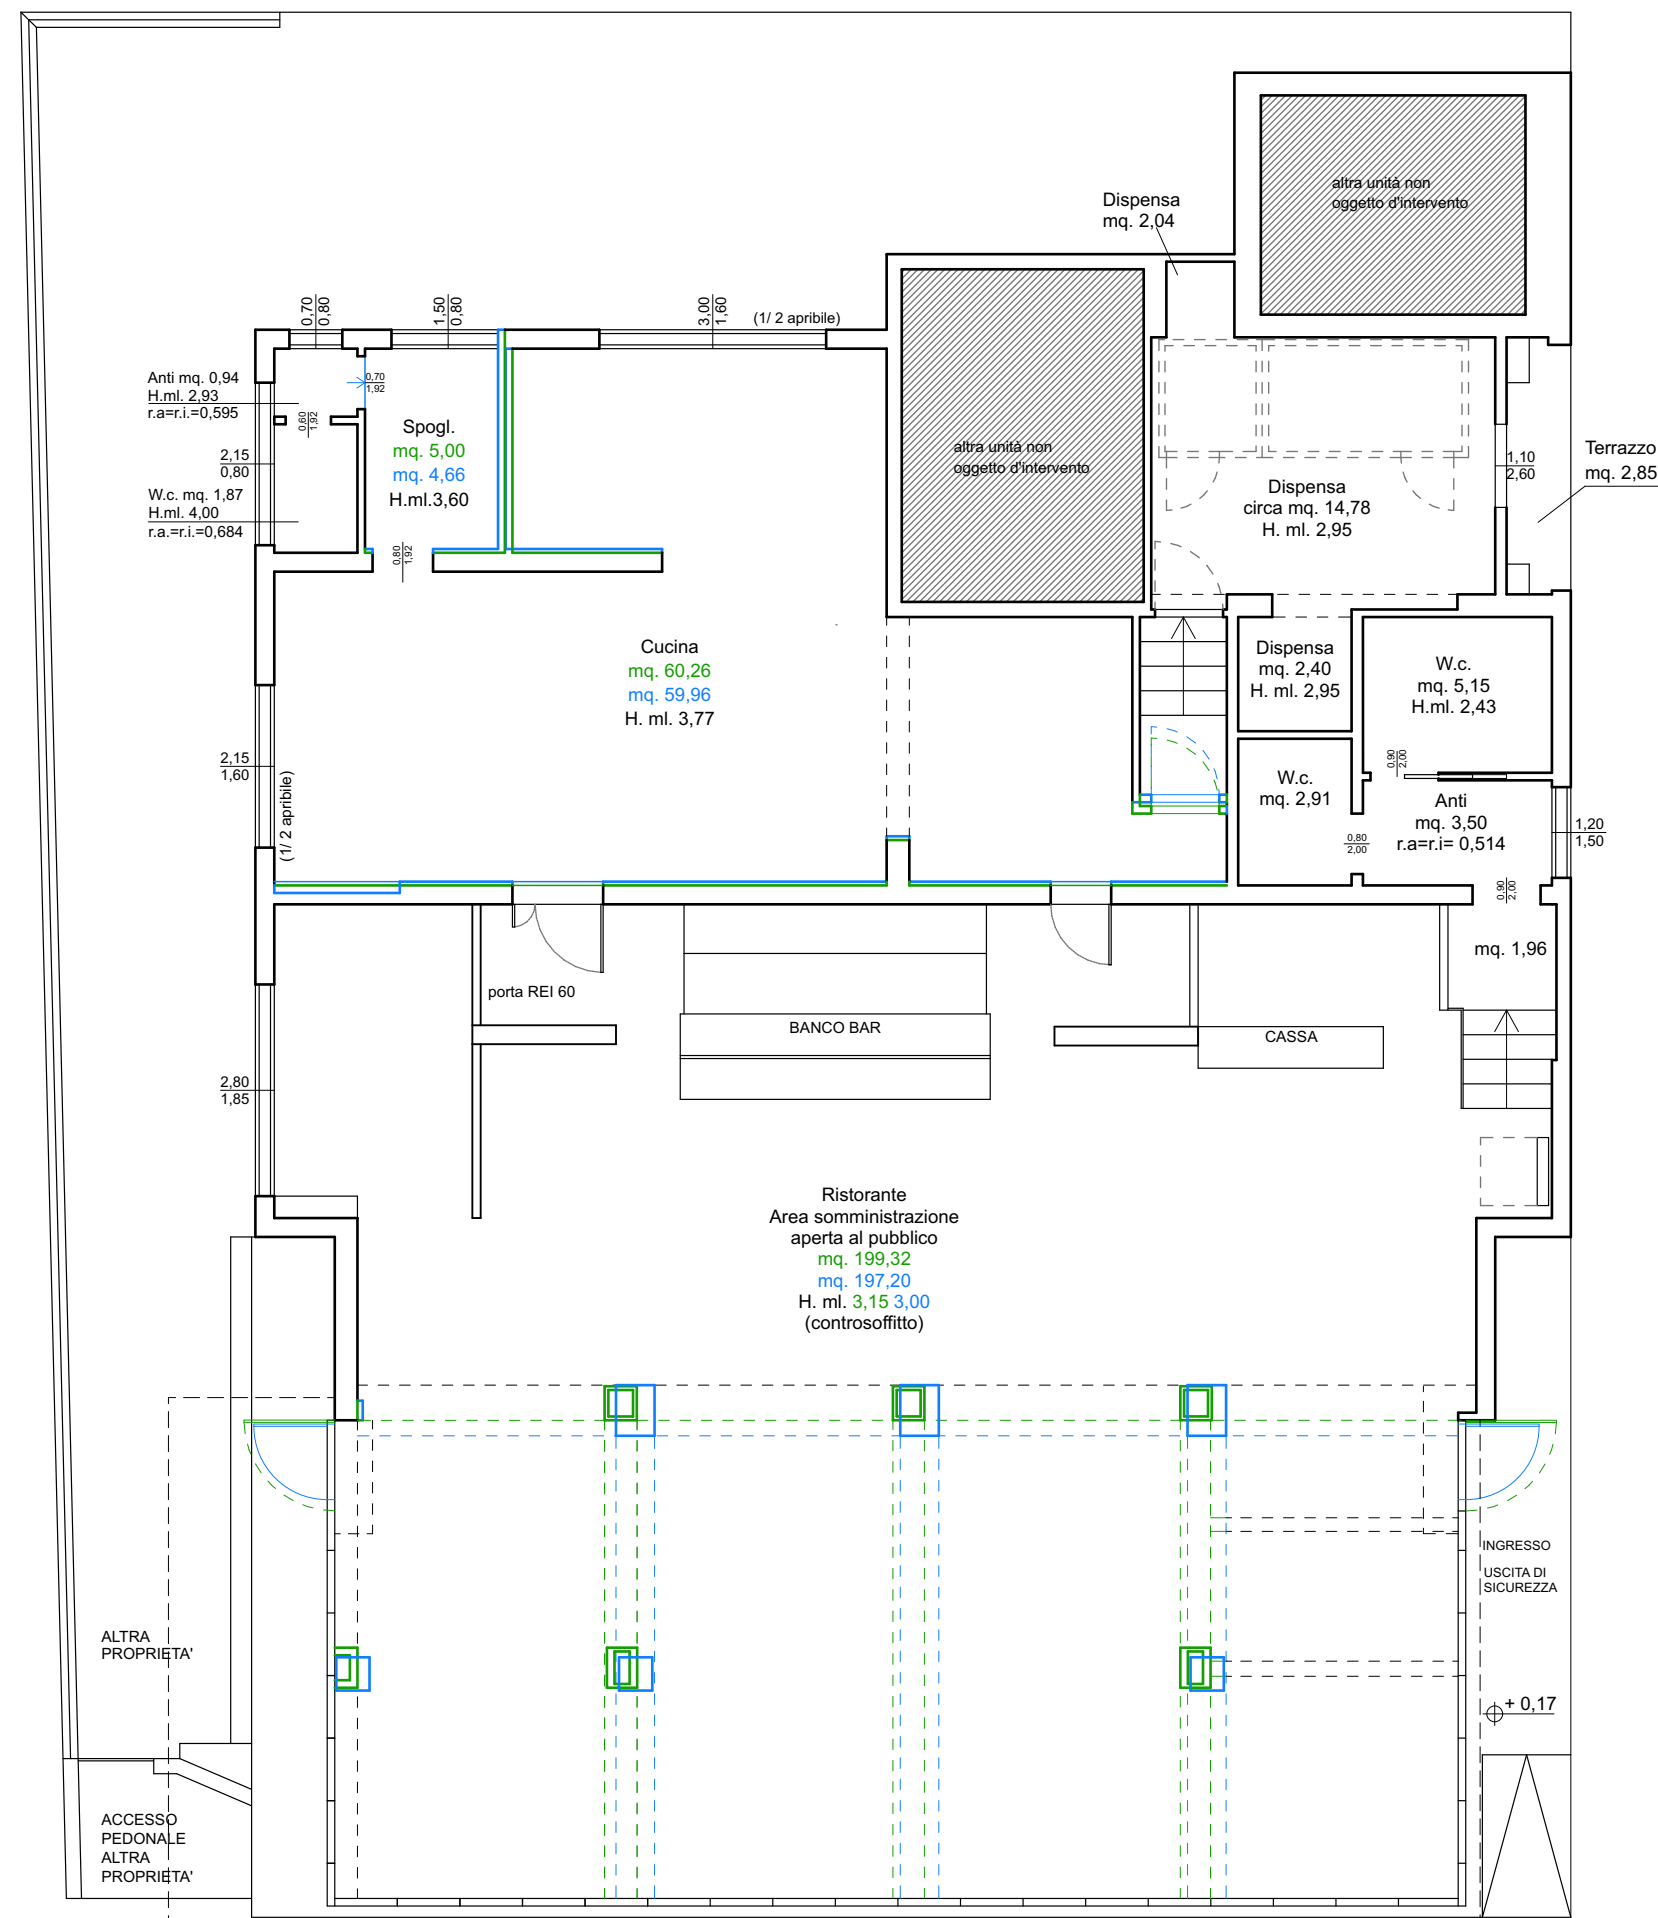 altra unità non
oggetto d'intervento
Dispensa
mq. 2,04
0,70
0,80
1,50
0,80
3,00
1,60
(1/ 2 apribile)
Anti mq. 0,94
H.ml. 2,93
r.a=r.i.=0,595
0,70
1,92
0,60
1,92
Spogl.
mq. 5,00
mq. 4,66
H.ml.3,60
2,15
0,80
W.c. mq. 1,87
H.ml. 4,00
r.a.=r.i.=0,684
0,80
1,92
altra unità non
oggetto d'intervento
Dispensa
circa mq. 14,78
H. ml. 2,95
1,10
2,60
Terrazzo
mq. 2,85
Cucina
mq. 60,26
mq. 59,96
H. ml. 3,77
Dispensa
mq. 2,40
H. ml. 2,95
W.c.
mq. 5,15
H.ml. 2,43
2,15
1,60
(1/ 2 apribile)
0,90
2,00
W.c.
mq. 2,91
Anti
mq. 3,50
r.a=r.i= 0,514
0,80
2,00
1,20
1,50
0,90
2,00
mq. 1,96
porta REI 60
BANCO BAR
CASSA
2,80
1,85
Ristorante
Area somministrazione
aperta al pubblico
mq. 199,32
mq. 197,20
H. ml. 3,15 3,00
(controsoffitto)
INGRESSO
USCITA DI
SICUREZZA
ALTRA
PROPRIETA'
+ 0,17
ACCESSO
PEDONALE
ALTRA
PROPRIETA'